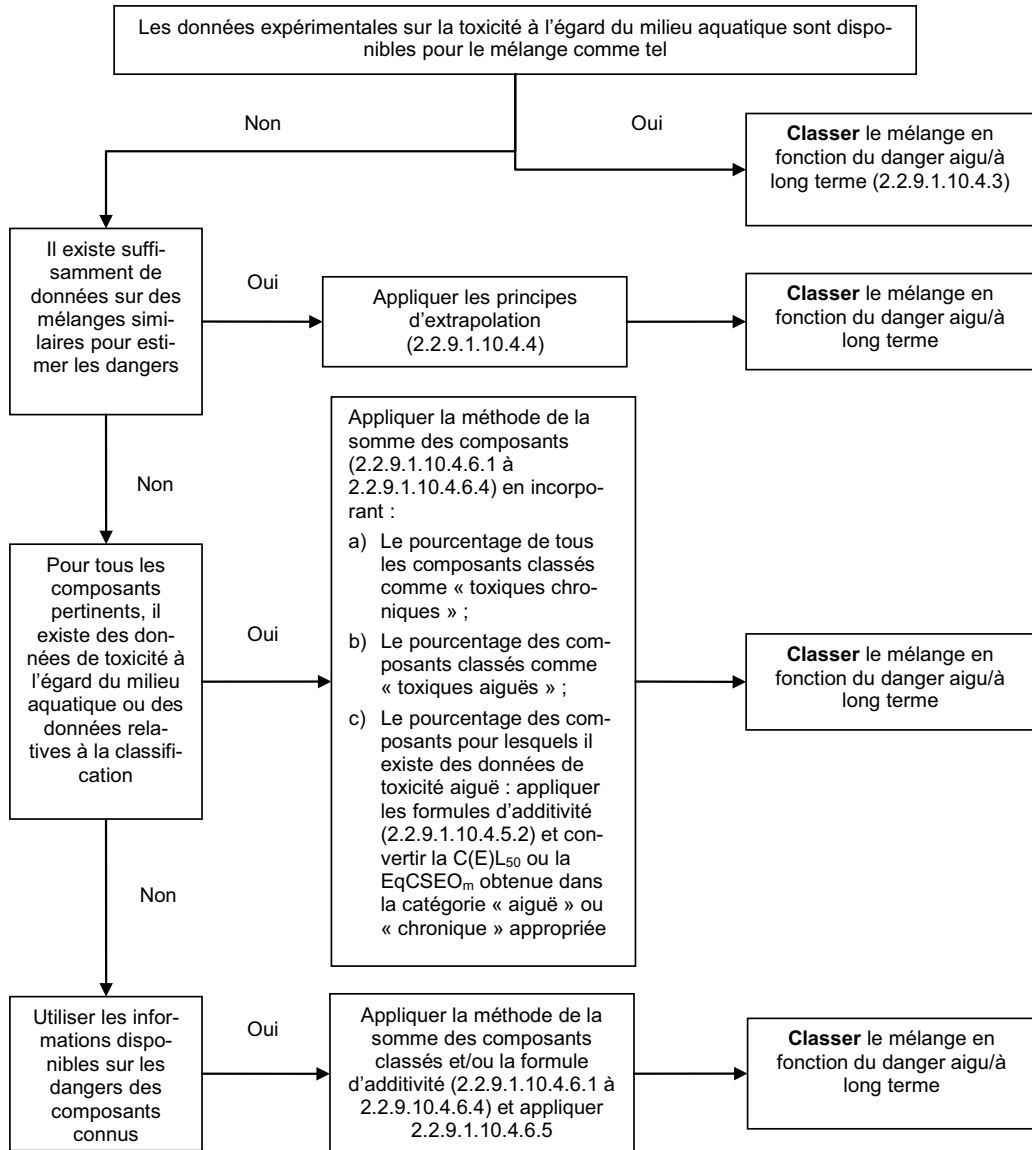 Les données expérimentales sur la toxicité à l’égard du milieu aquatique sont dispo-
nibles pour le mélange comme tel
Non
Oui
Classer le mélange en
fonction du danger aigu/à
long terme (2.2.9.1.10.4.3)
Il existe suffi-
samment de
données sur des
mélanges simi-
laires pour esti-
mer les dangers
Oui
Appliquer les principes
d’extrapolation
(2.2.9.1.10.4.4)
Classer le mélange en
fonction du danger aigu/à
long terme
Non
Pour tous les
composants
pertinents, il
existe des don-
nées de toxicité à
l’égard du milieu
aquatique ou des
données rela-
tives à la classifi-
cation
Oui
Appliquer la méthode de la
somme des composants
(2.2.9.1.10.4.6.1 à
2.2.9.1.10.4.6.4) en incorpo-
rant :
a) Le pourcentage de tous
les composants classés
comme « toxiques chro-
niques » ;
b) Le pourcentage des com-
posants classés comme
« toxiques aiguës » ;
c) Le pourcentage des com-
posants pour lesquels il
existe des données de
toxicité aiguë : appliquer
les formules d’additivité
(2.2.9.1.10.4.5.2) et con-
vertir la C(E)L50 ou la
EqCSEOm obtenue dans
la catégorie « aiguë » ou
« chronique » appropriée
Classer le mélange en
fonction du danger aigu/à
long terme
Non
Utiliser les infor-
mations dispo-
nibles sur les
dangers des
composants
connus
Oui
Appliquer la méthode de la
somme des composants
classés et/ou la formule
d’additivité (2.2.9.1.10.4.6.1 à
2.2.9.10.4.6.4) et appliquer
2.2.9.1.10.4.6.5
Classer le mélange en
fonction du danger aigu/à
long terme